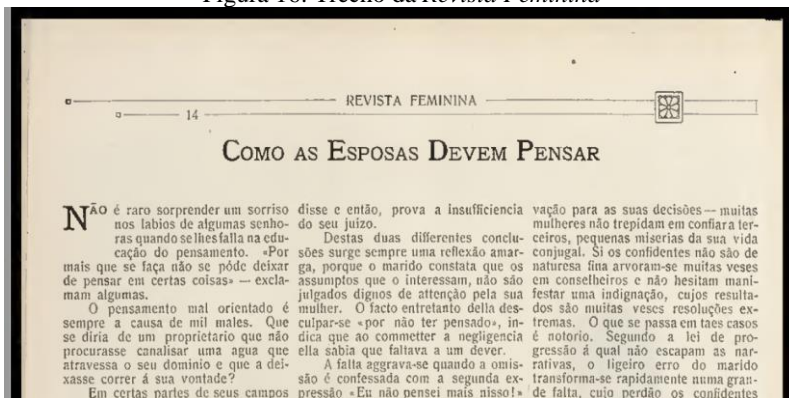 Figura 16: Trecho da Revista Feminina
REVISTA FEMININA
14
COMO AS ESPOSAS DEVEM PENSAR
NÃO é raro sorprender um sorriso
nos labios de algumas senho-
ras quando se lhes falla na edu-
cação do pensamento. «Por
mais que se faça não se póde deixar
de pensar em certas coisas» — excla-
mam algumas.
O pensamento mal orientado é
sempre a causa de mil males. Que
se diria de um proprietario que não
procurasse canalisar uma agua que
atravessa o seu dominio e que a dei-
xasse correr á sua vontade?
Em certas partes de seus campos
disse e então, prova a insufficiencia
do seu juizo.
Destas duas differentes conclu-
sões surge sempre uma reflexão amar-
ga, porque o marido constata que os
assumptos que o interessam, não são
julgados dignos de attenção pela sua
mulher. O facto entretanto della des-
culpar-se «por não ter pensado», in-
dica que ao commetter a negligencia
ella sabia que faltava a um dever.
A falta aggrava-se quando a omis-
são é confessada com a segunda ex-
pressão «Eu não pensei mais nisso!»
vação para as suas decisões — muitas
mulheres não trepidam em confiar a ter-
ceiros, pequenas miserias da sua vida
conjugal. Si os confidentes não são de
naturesa fina arvoram-se muitas veses
em conselheiros e não hesitam mani-
festar uma indignação, cujos resulta-
dos são muitas veses resoluções ex-
tremas. O que se passa em taes casos
é notorio. Segundo a lei de pro-
gressão á qual não escapam as nar-
rativas, o ligeiro erro do marido
transforma-se rapidamente numa gran-
de falta, cujo perdão os confidentes